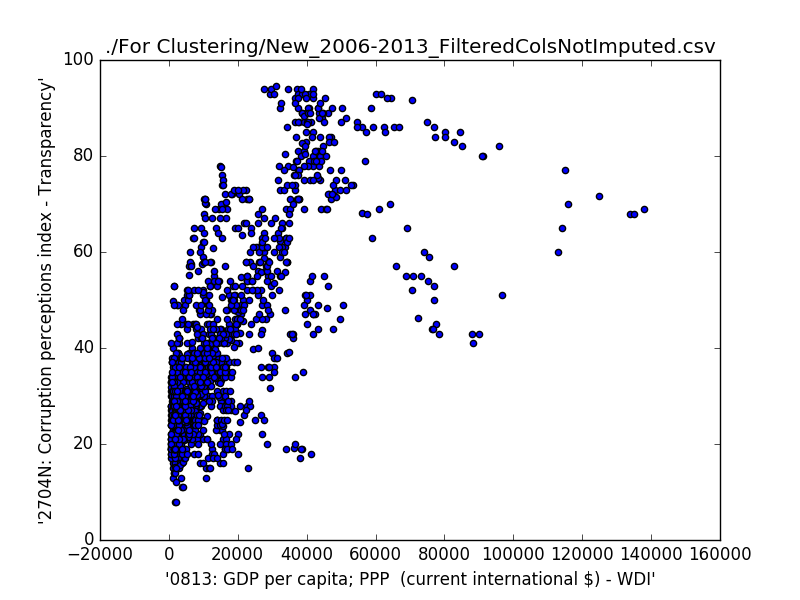 ./For Clustering/New_2006-2013_FilteredColsNotImputed.csv
100
80
60
40
20
0
'2704N: Corruption perceptions index - Transparency'
−20000 0 20000 40000 60000 80000 100000 120000 140000 160000
'0813: GDP per capita; PPP  (current international $) - WDI'